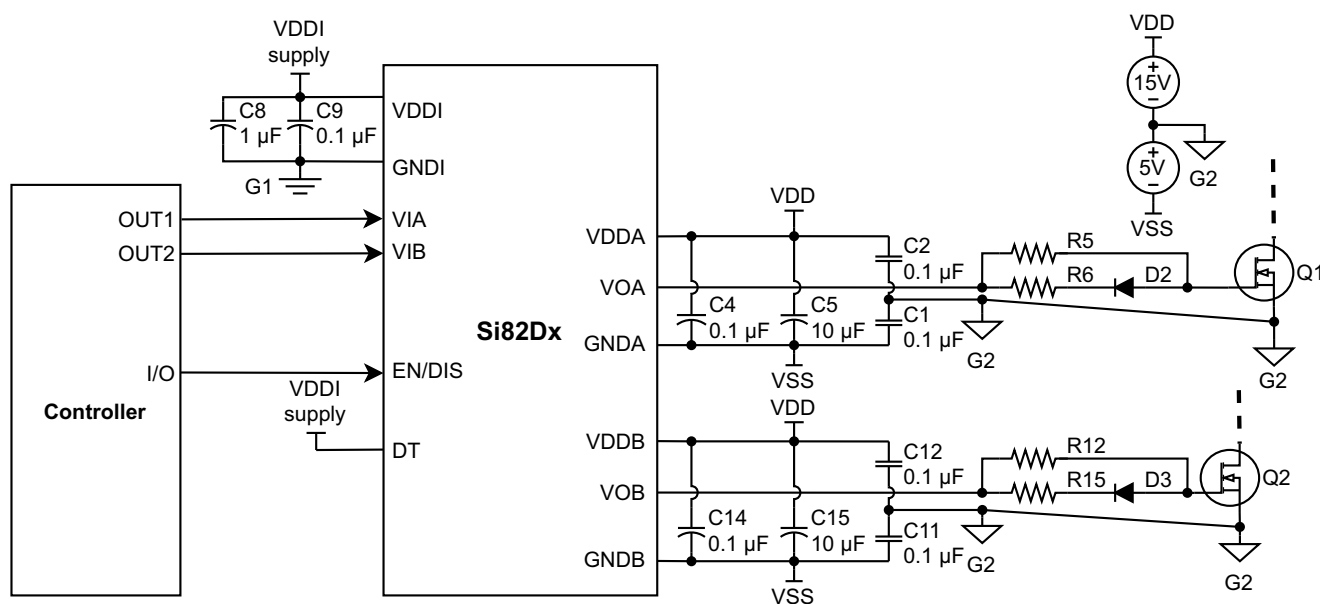 VDDI
supply
VDD
C8
1 µF
C9
0.1 µF
VDDI
+
15V
−
GNDI
G1
+
5V
−
G2
VSS
OUT1
VIA
VDD
OUT2
VIB
VDDA
C2
0.1 µF
R5
Q1
VOA
R6
D2
C4
0.1 µF
C5
10 µF
C1
0.1 µF
Si82Dx
GNDA
G2
G2
I/O
EN/DIS
VSS
VDDI
supply
Controller
VDD
DT
VDDB
C12
0.1 µF
R12
Q2
VOB
R15
D3
C14
0.1 µF
C15
10 µF
C11
0.1 µF
GNDB
G2
G2
VSS